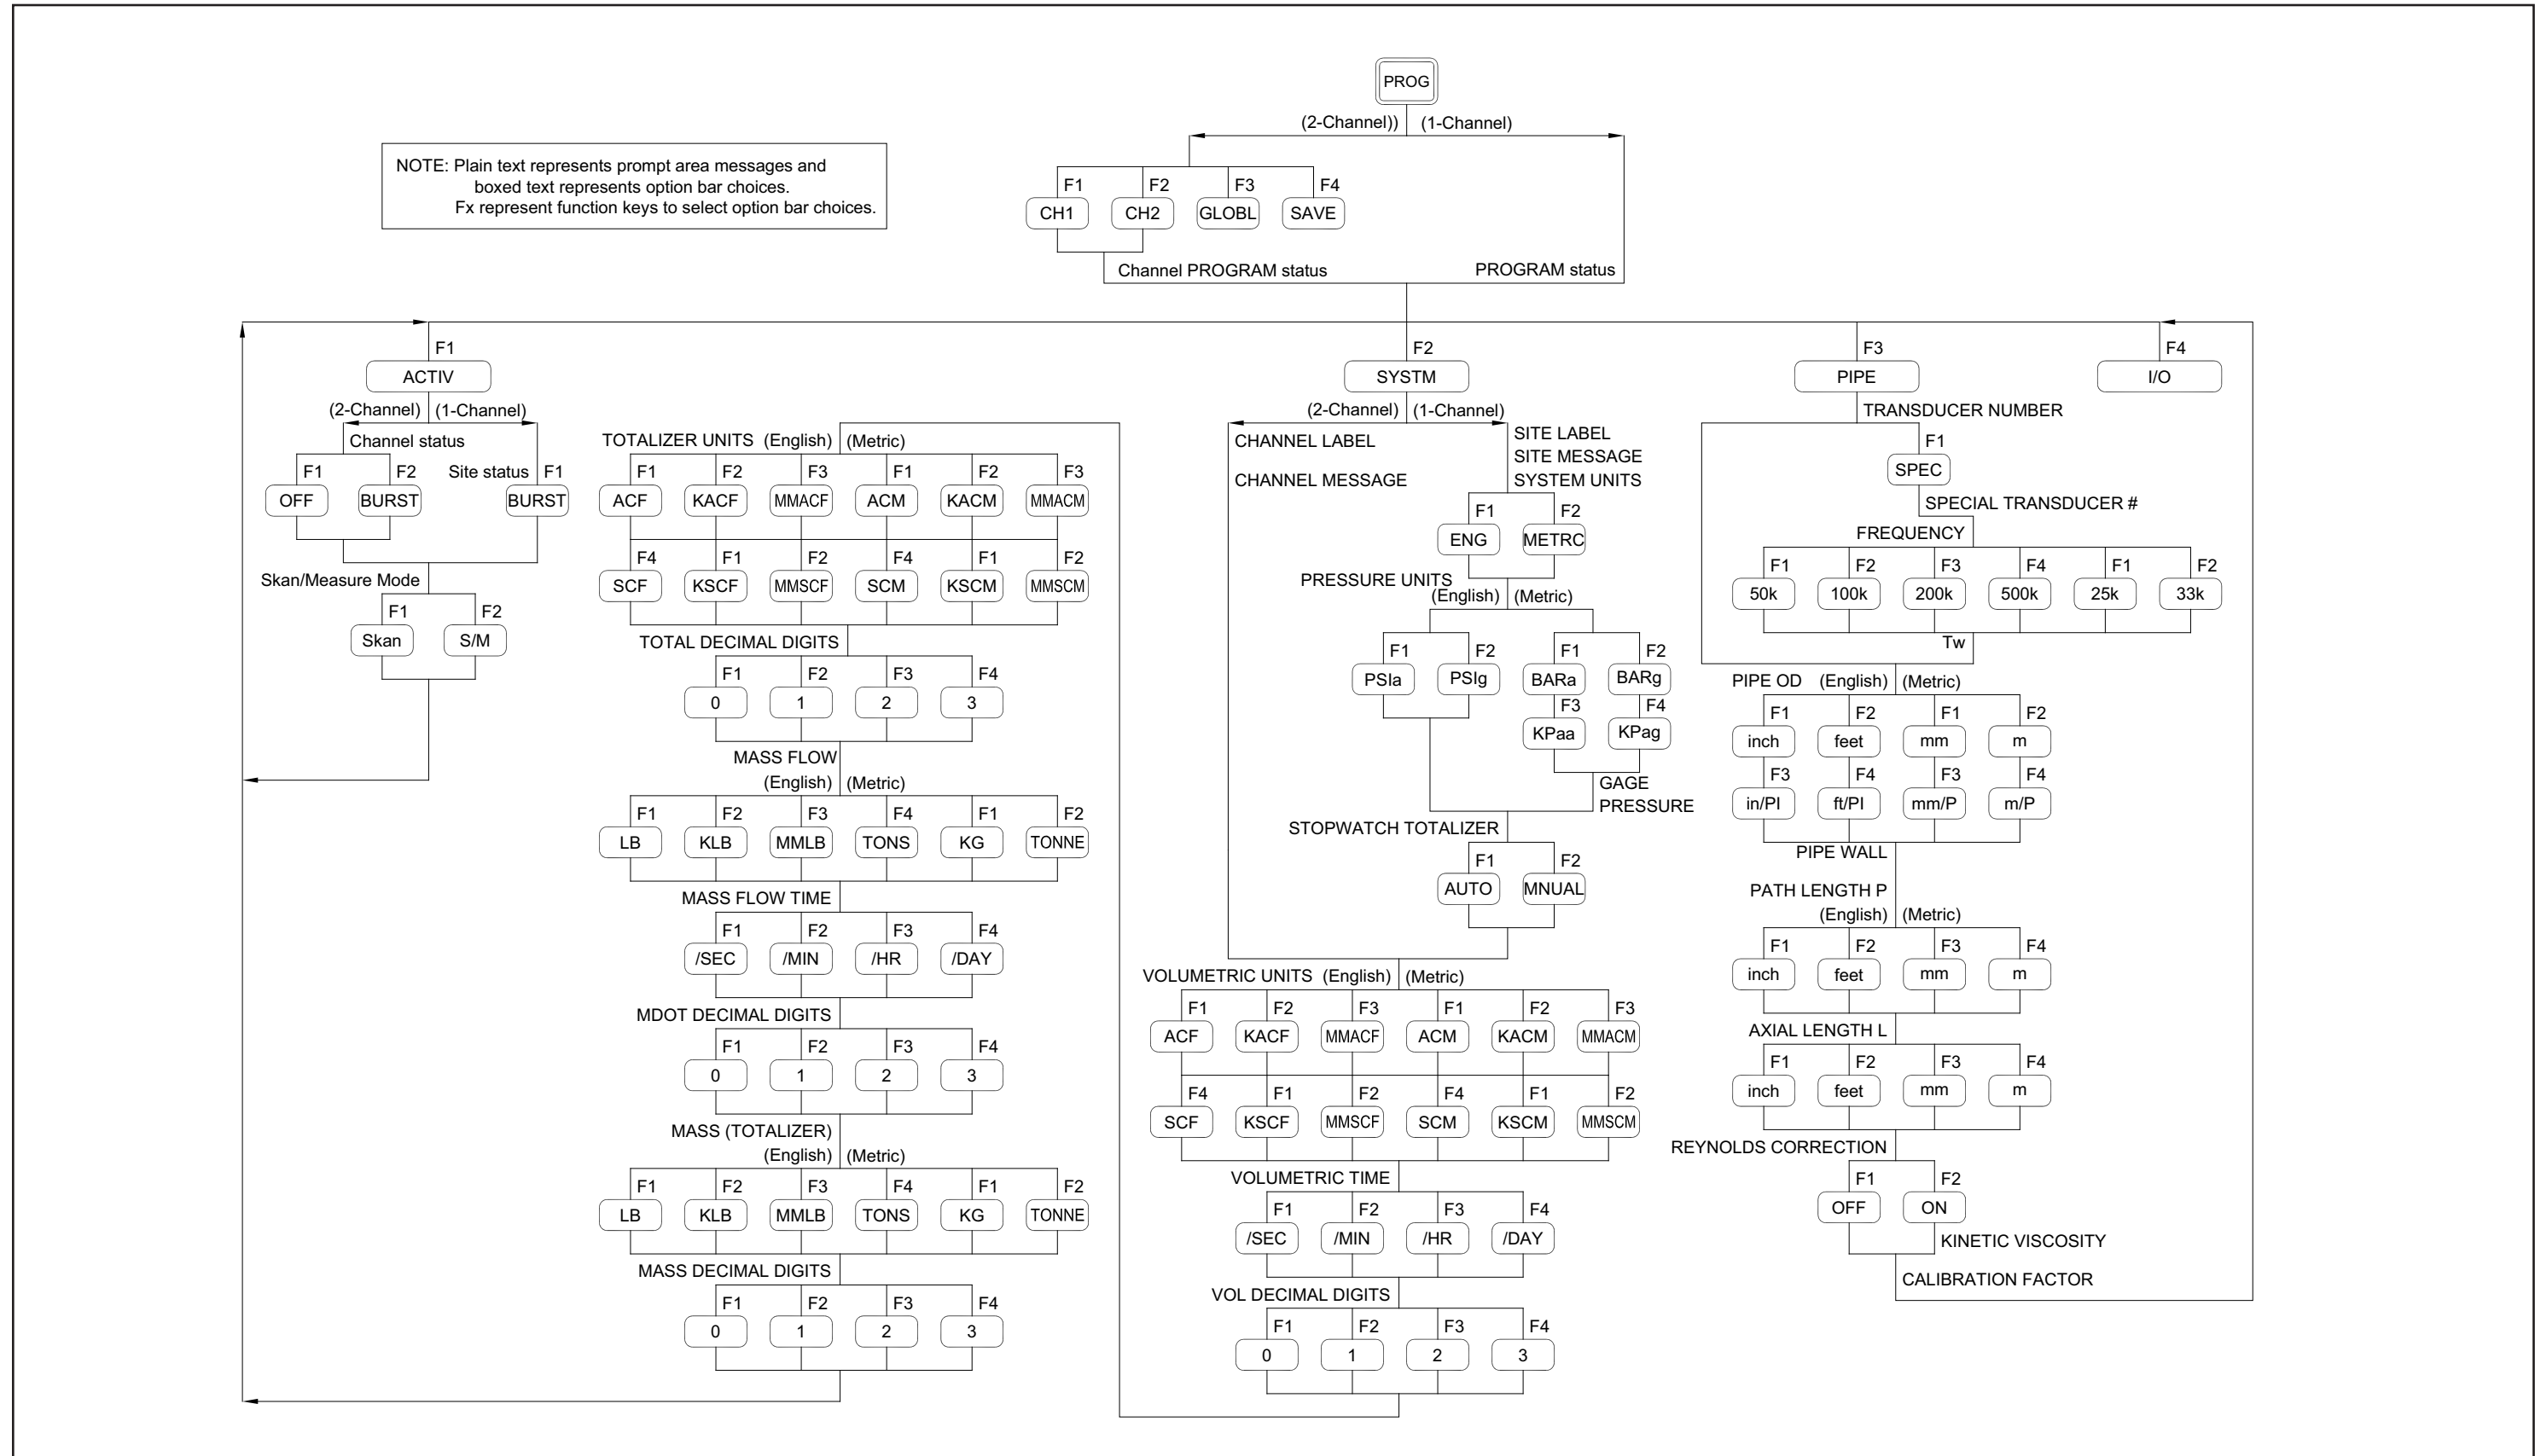 PROG
(2-Channel)) (1-Channel)
NOTE: Plain text represents prompt area messages and
boxed text represents option bar choices.
Fx represent function keys to select option bar choices.
F1 F2 F3 F4
CH1 CH2 GLOBL SAVE
Channel PROGRAM status PROGRAM status
F1
ACTIV
(2-Channel) (1-Channel)
Channel status
F1 F2 Site status F1
OFF BURST BURST
Skan/Measure Mode
F1 F2
Skan S/M
TOTALIZER UNITS (English) (Metric)
F1 F2 F3 F1 F2 F3
ACF KACF MMACF ACM KACM MMACM
F4 F1 F2 F4 F1 F2
SCF KSCF MMSCF SCM KSCM MMSCM
TOTAL DECIMAL DIGITS
F1 F2 F3 F4
0 1 2 3
MASS FLOW
(English) (Metric)
F1 F2 F3 F4 F1 F2
LB KLB MMLB TONS KG TONNE
MASS FLOW TIME
F1 F2 F3 F4
/SEC /MIN /HR /DAY
MDOT DECIMAL DIGITS
F1 F2 F3 F4
0 1 2 3
MASS (TOTALIZER)
(English) (Metric)
F1 F2 F3 F4 F1 F2
LB KLB MMLB TONS KG TONNE
MASS DECIMAL DIGITS
F1 F2 F3 F4
0 1 2 3
F2
SYSTM
(2-Channel) (1-Channel)
CHANNEL LABEL
CHANNEL MESSAGE
SITE LABEL
SITE MESSAGE
SYSTEM UNITS
F1 F2
ENG METRC
PRESSURE UNITS
(English) (Metric)
F1 F2 F1 F2
PSIa PSIg BARa BARg
F3 F4
KPaa KPag
GAGE
PRESSURE
STOPWATCH TOTALIZER
F1 F2
AUTO MNUAL
VOLUMETRIC UNITS (English) (Metric)
F1 F2 F3 F1 F2 F3
ACF KACF MMACF ACM KACM MMACM
F4 F1 F2 F4 F1 F2
SCF KSCF MMSCF SCM KSCM MMSCM
VOLUMETRIC TIME
F1 F2 F3 F4
/SEC /MIN /HR /DAY
VOL DECIMAL DIGITS
F1 F2 F3 F4
0 1 2 3
F3
PIPE
TRANSDUCER NUMBER
F1
SPEC
SPECIAL TRANSDUCER #
FREQUENCY
F1 F2 F3 F4 F1 F2
50k 100k 200k 500k 25k 33k
Tw
PIPE OD (English) (Metric)
F1 F2 F1 F2
inch feet mm m
F3 F4 F3 F4
in/PI ft/PI mm/P m/P
PIPE WALL
PATH LENGTH P
(English) (Metric)
F1 F2 F3 F4
inch feet mm m
AXIAL LENGTH L
F1 F2 F3 F4
inch feet mm m
REYNOLDS CORRECTION
F1 F2
OFF ON
KINETIC VISCOSITY
CALIBRATION FACTOR
F4
I/O